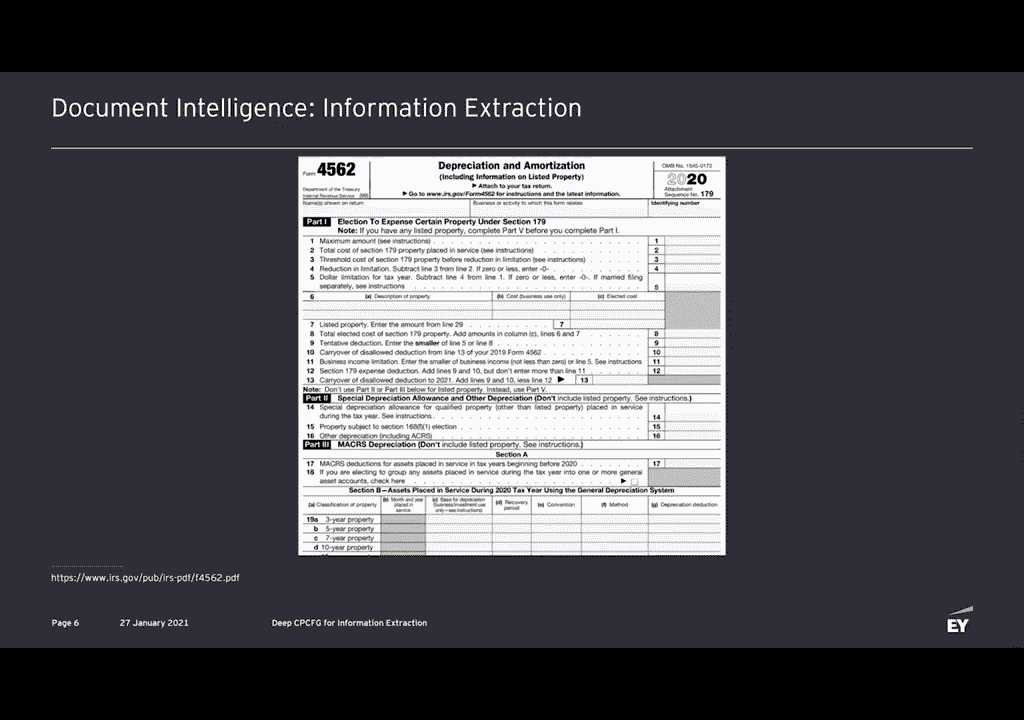 Document Intelligence: Information Extraction
Form 4562
Department of the Treasury
Internal Revenue Service (99)
Depreciation and Amortization
(Including Information on Listed Property)
▶ Attach to your tax return.
▶ Go to www.irs.gov/Form4562 for instructions and the latest information.
OMB No. 1545-0172
2020
Attachment
Sequence No. 179
Name(s) shown on return
Business or activity to which this form relates
Identifying number
Part I Election To Expense Certain Property Under Section 179
Note: If you have any listed property, complete Part V before you complete Part I.
1 Maximum amount (see instructions) 1
2 Total cost of section 179 property placed in service (see instructions) 2
3 Threshold cost of section 179 property before reduction in limitation (see instructions) 3
4 Reduction in limitation. Subtract line 3 from line 2. If zero or less, enter -0- 4
5 Dollar limitation for tax year. Subtract line 4 from line 1. If zero or less, enter -0-. If married filing
separately, see instructions 5
6 (a) Description of property (b) Cost (business use only) (c) Elected cost
7 Listed property. Enter the amount from line 29 7
8 Total elected cost of section 179 property. Add amounts in column (c), lines 6 and 7 8
9 Tentative deduction. Enter the smaller of line 5 or line 8 9
10 Carryover of disallowed deduction from line 13 of your 2019 Form 4562 10
11 Business income limitation. Enter the smaller of business income (not less than zero) or line 5. See instructions 11
12 Section 179 expense deduction. Add lines 9 and 10, but don't enter more than line 11 12
13 Carryover of disallowed deduction to 2021. Add lines 9 and 10, less line 12 ▶ 13
Note: Don't use Part II or Part III below for listed property. Instead, use Part V.
Part II Special Depreciation Allowance and Other Depreciation (Don't include listed property. See instructions.)
14 Special depreciation allowance for qualified property (other than listed property) placed in service
during the tax year. See instructions 14
15 Property subject to section 168(f)(1) election 15
16 Other depreciation (including ACRS) 16
Part III MACRS Depreciation (Don't include listed property. See instructions.)
Section A
17 MACRS deductions for assets placed in service in tax years beginning before 2020 17
18 If you are electing to group any assets placed in service during the tax year into one or more general
asset accounts, check here ▶
Section B—Assets Placed in Service During 2020 Tax Year Using the General Depreciation System
(a) Classification of property
(b) Month and year
placed in
service
(c) Basis for depreciation
(business/investment use
only—see instructions)
(d) Recovery
period
(e) Convention
(f) Method
(g) Depreciation deduction
19a 3-year property
b 5-year property
c 7-year property
d 10-year property
https://www.irs.gov/pub/irs-pdf/f4562.pdf
Page 6 27 January 2021 Deep CPCFG for Information Extraction
EY